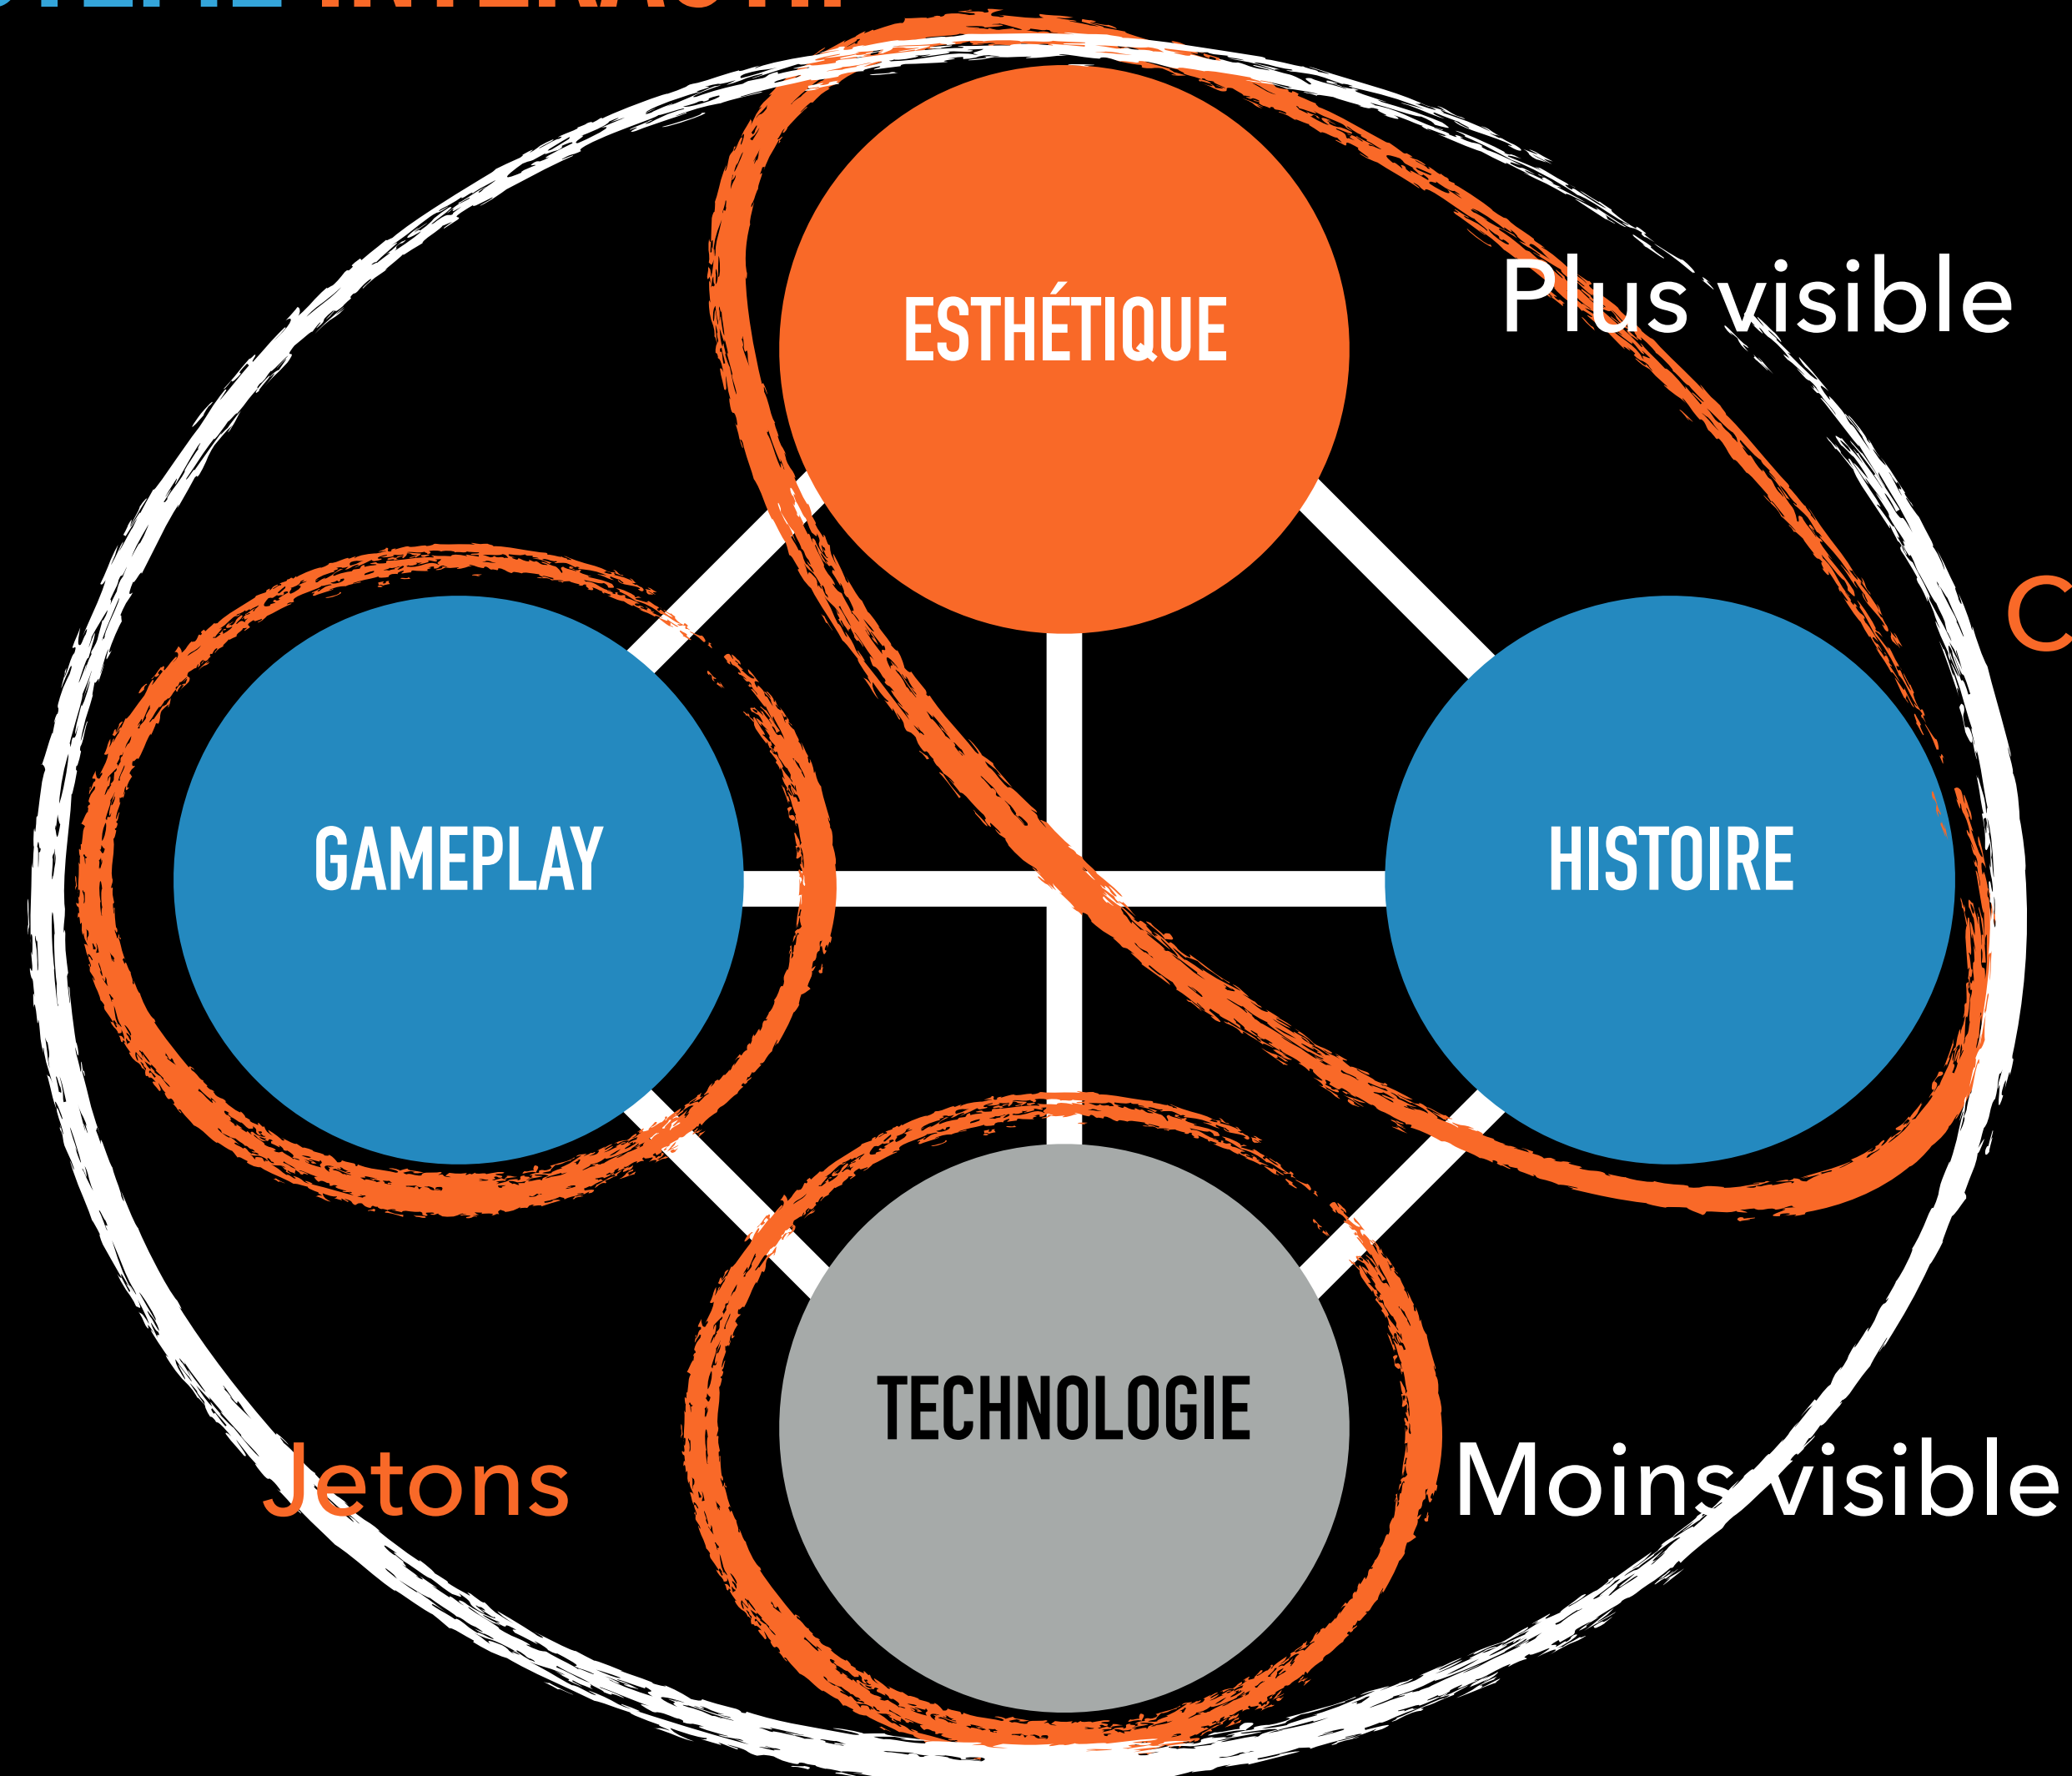 ESTHÉTIQUE
Plus visible
C
GAMEPLAY
HISTOIRE
TECHNOLOGIE
Jetons
Moins visible